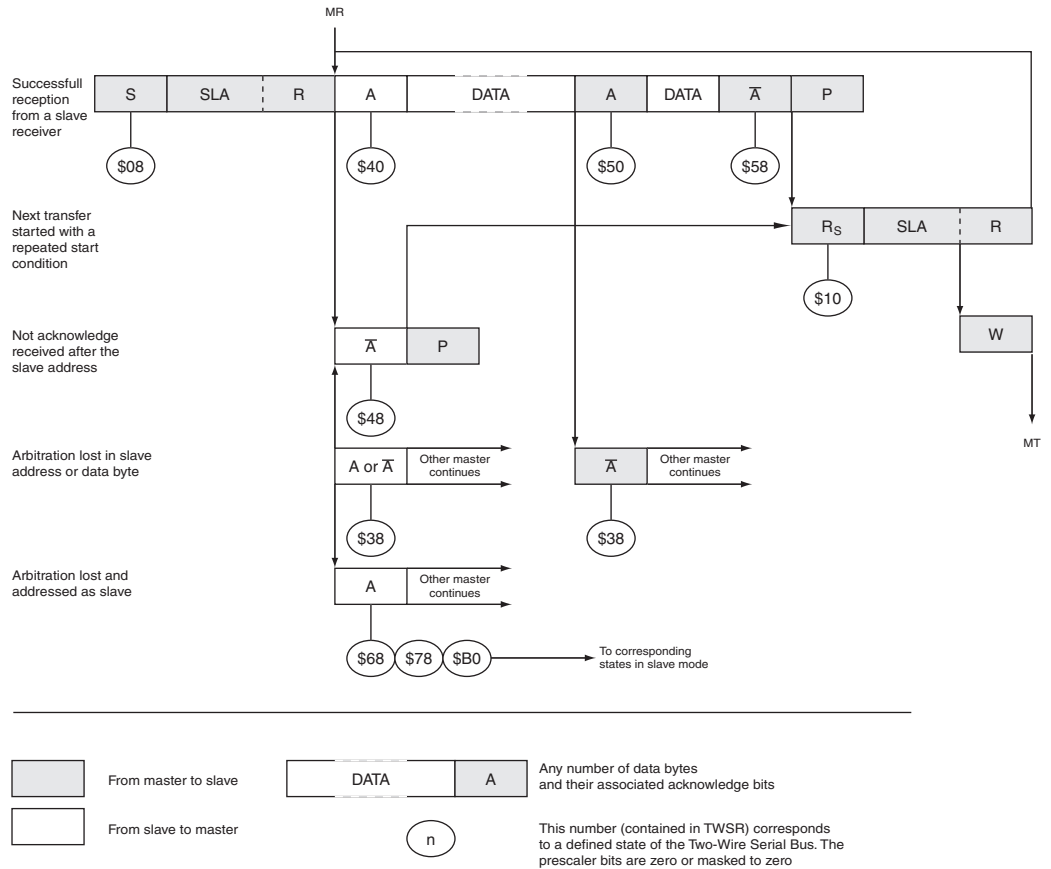 MR
Successfull
reception
from a slave
receiver
S SLA R A DATA A DATA A̅ P
$08 $40 $50 $58
Next transfer
started with a
repeated start
condition
RS SLA R
$10
Not acknowledge
received after the
slave address
A̅ P
W
$48
MT
Arbitration lost in slave
address or data byte
A or A̅
Other master
continues
A̅
Other master
continues
$38 $38
Arbitration lost and
addressed as slave
A
Other master
continues
$68 $78 $B0
To corresponding
states in slave mode
From master to slave
DATA A
Any number of data bytes
and their associated acknowledge bits
From slave to master
n
This number (contained in TWSR) corresponds
to a defined state of the Two-Wire Serial Bus. The
prescaler bits are zero or masked to zero